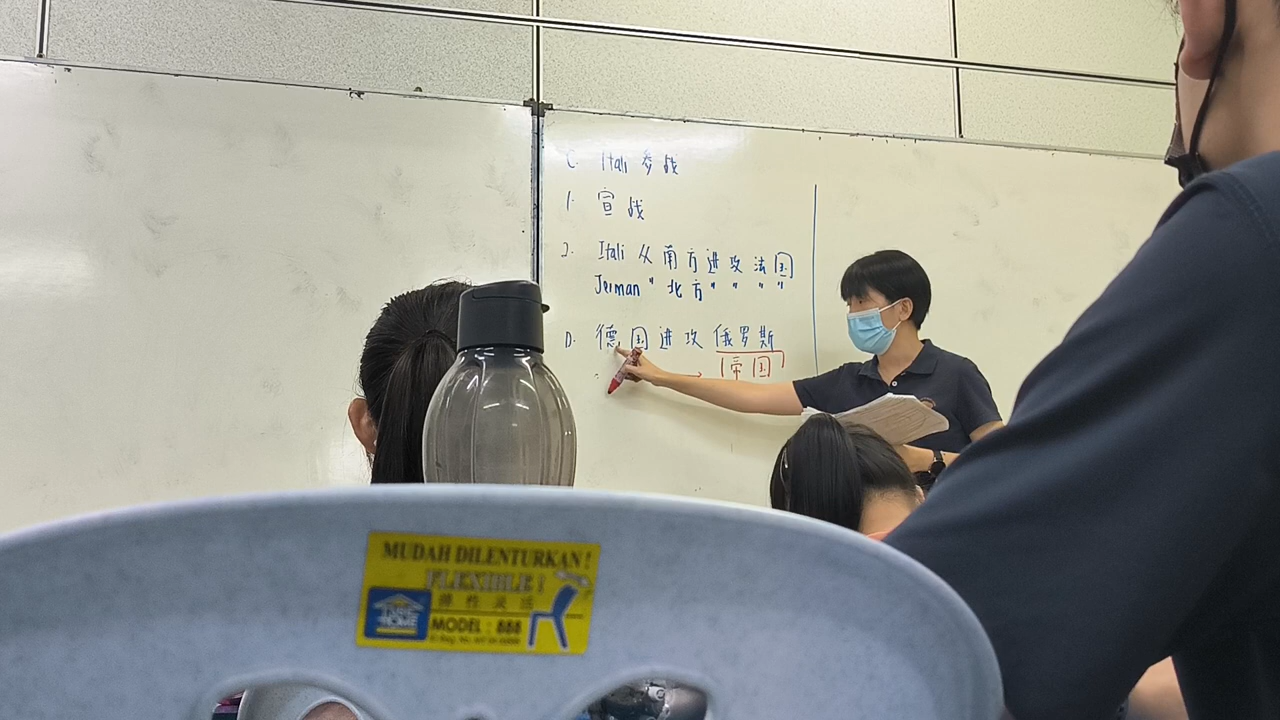 C. Itali 参战
1. 宣战
2. Itali 从南方进攻法国
Jerman " 北方 " " " "
D. 德国进攻俄罗斯
帝国
MUDAH DILENTURKAN!
FLEXIBLE!
弹性灵活
MODEL : 888